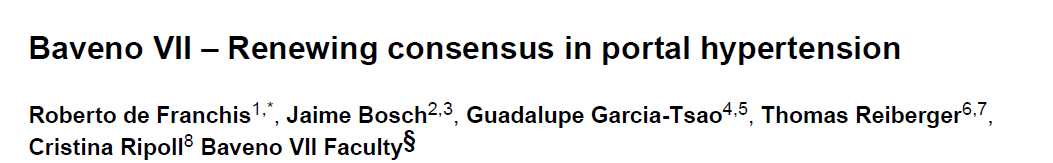 Baveno VII – Renewing consensus in portal hypertension
Roberto de Franchis1,*, Jaime Bosch2,3, Guadalupe Garcia-Tsao4,5, Thomas Reiberger6,7,
Cristina Ripoll8 Baveno VII Faculty§